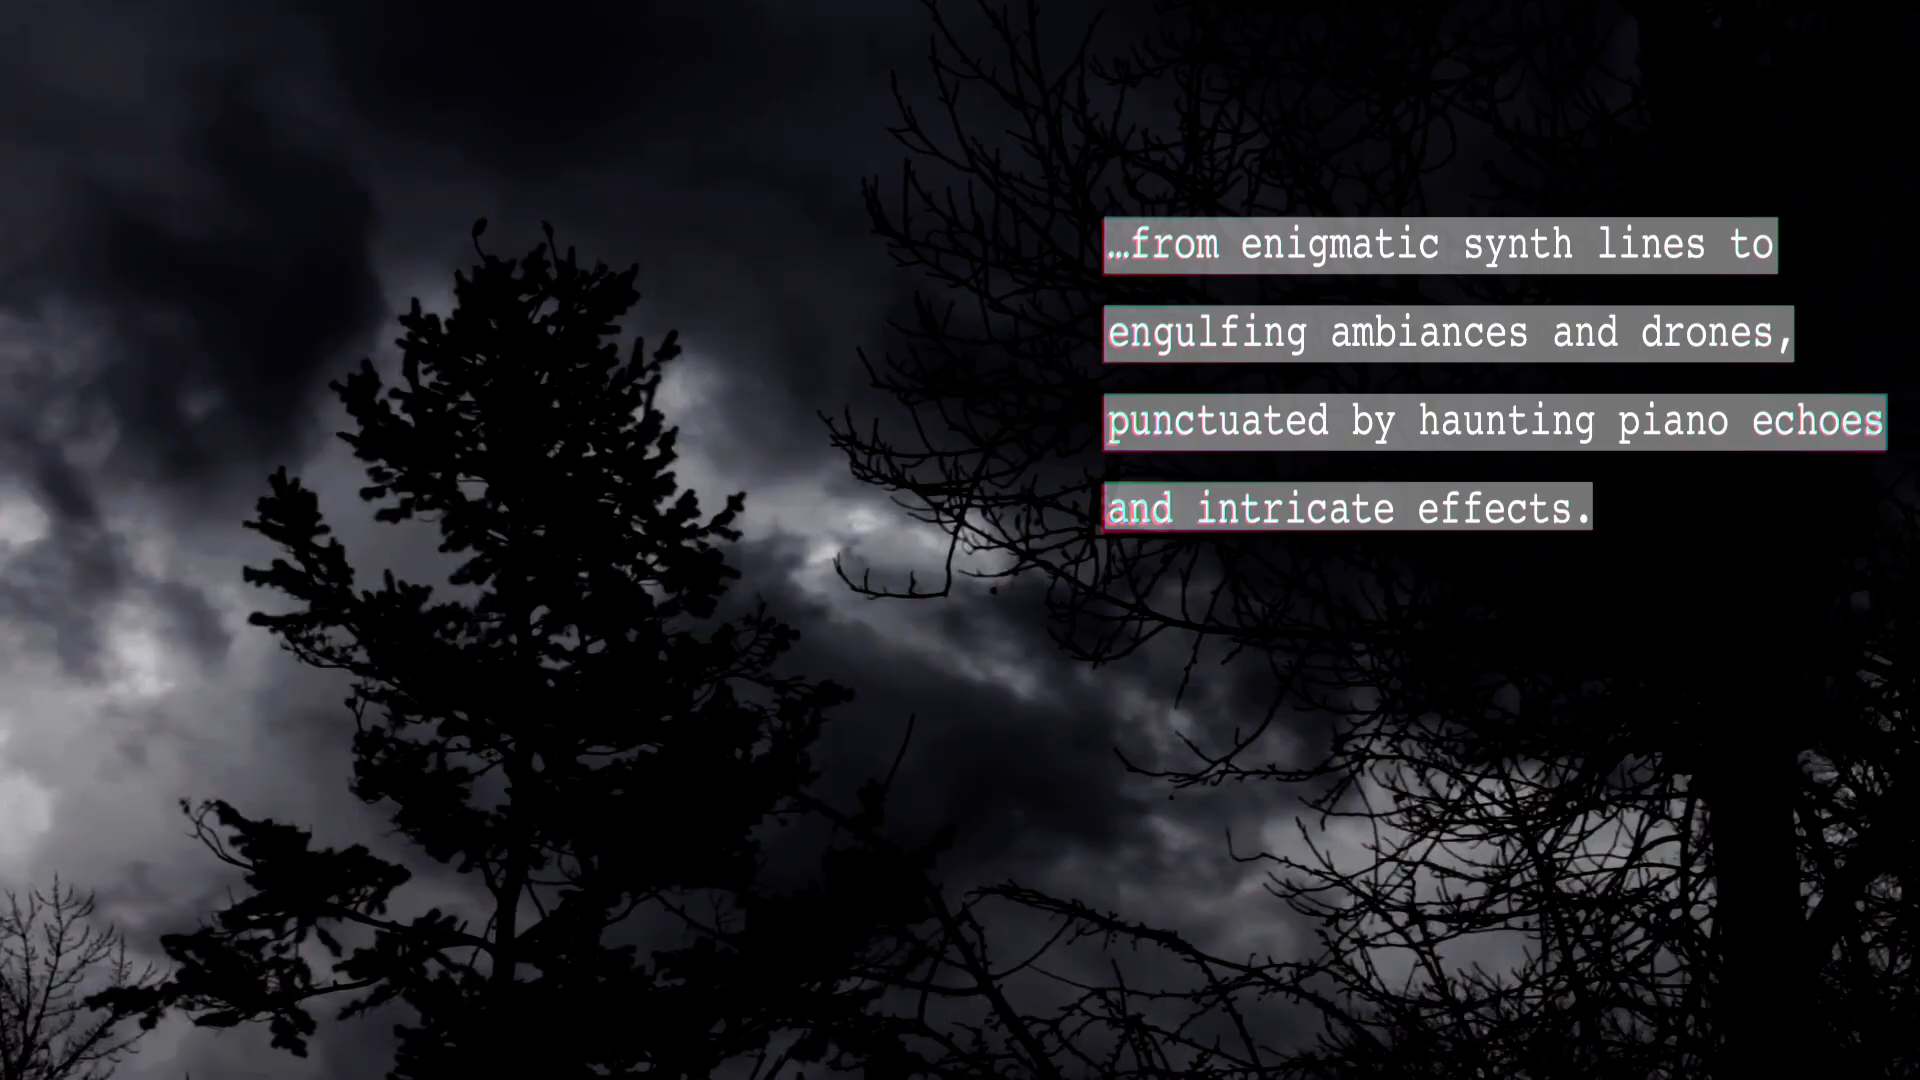 …from enigmatic synth lines to
engulfing ambiances and drones,
punctuated by haunting piano echoes
and intricate effects.